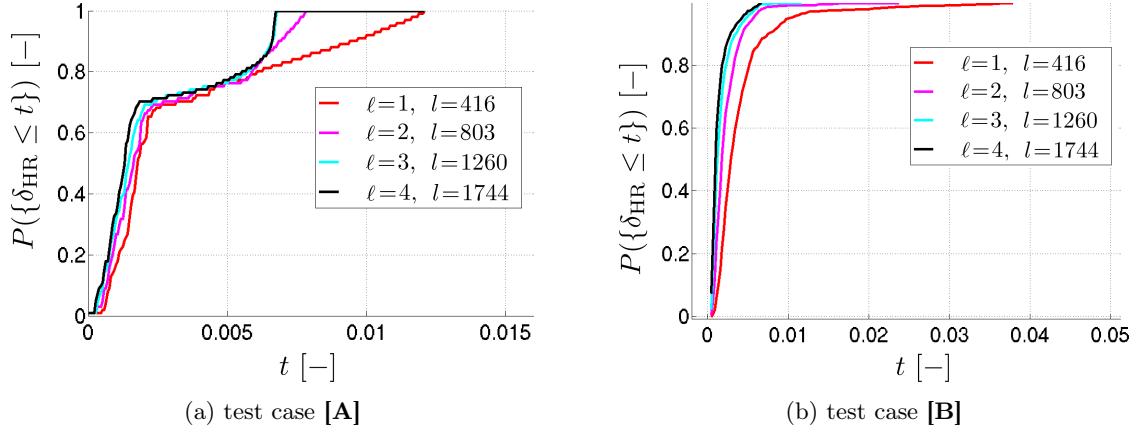 P({δ_HR ≤ t}) [−]
1
0.8
0.6
0.4
0.2
0
0 0.005 0.01 0.015
t [−]
ℓ=1, l=416
ℓ=2, l=803
ℓ=3, l=1260
ℓ=4, l=1744
(a) test case [A]
P({δ_HR ≤ t}) [−]
0.8
0.6
0.4
0.2
0
0 0.01 0.02 0.03 0.04 0.05
t [−]
ℓ=1, l=416
ℓ=2, l=803
ℓ=3, l=1260
ℓ=4, l=1744
(b) test case [B]